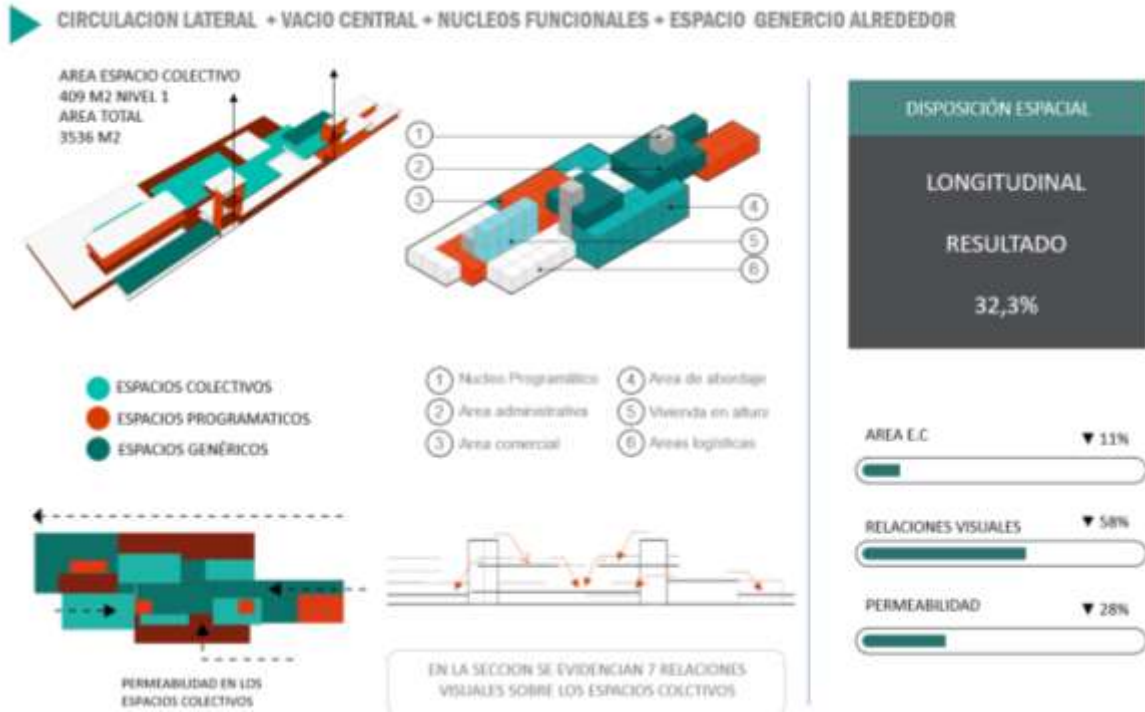 CIRCULACION LATERAL + VACIO CENTRAL + NUCLEOS FUNCIONALES + ESPACIO GENERCIO ALREDEDOR
AREA ESPACIO COLECTIVO
409 M2 NIVEL 1
AREA TOTAL
3536 M2
1
2
3
4
5
6
ESPACIOS COLECTIVOS
ESPACIOS PROGRAMATICOS
ESPACIOS GENÉRICOS
1 Nucleo Programático
2 Area administrativa
3 Area comercial
4 Area de abordaje
5 Vivienda en altura
6 Areas logísticas
PERMEABILIDAD EN LOS
ESPACIOS COLECTIVOS
EN LA SECCION SE EVIDENCIAN 7 RELACIONES
VISUALES SOBRE LOS ESPACIOS COLCTIVOS
DISPOSICIÓN ESPACIAL
LONGITUDINAL
RESULTADO
32,3%
AREA E.C ▼ 11%
RELACIONES VISUALES ▼ 58%
PERMEABILIDAD ▼ 28%